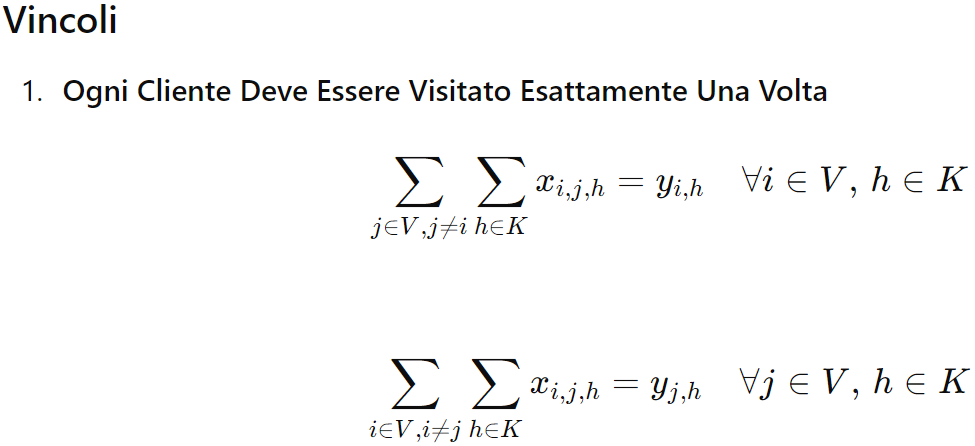 Vincoli
1. Ogni Cliente Deve Essere Visitato Esattamente Una Volta
∑_{j∈V,j≠i} ∑_{h∈K} x_{i,j,h} = y_{i,h} ∀i ∈ V, h ∈ K
∑_{i∈V,i≠j} ∑_{h∈K} x_{i,j,h} = y_{j,h} ∀j ∈ V, h ∈ K